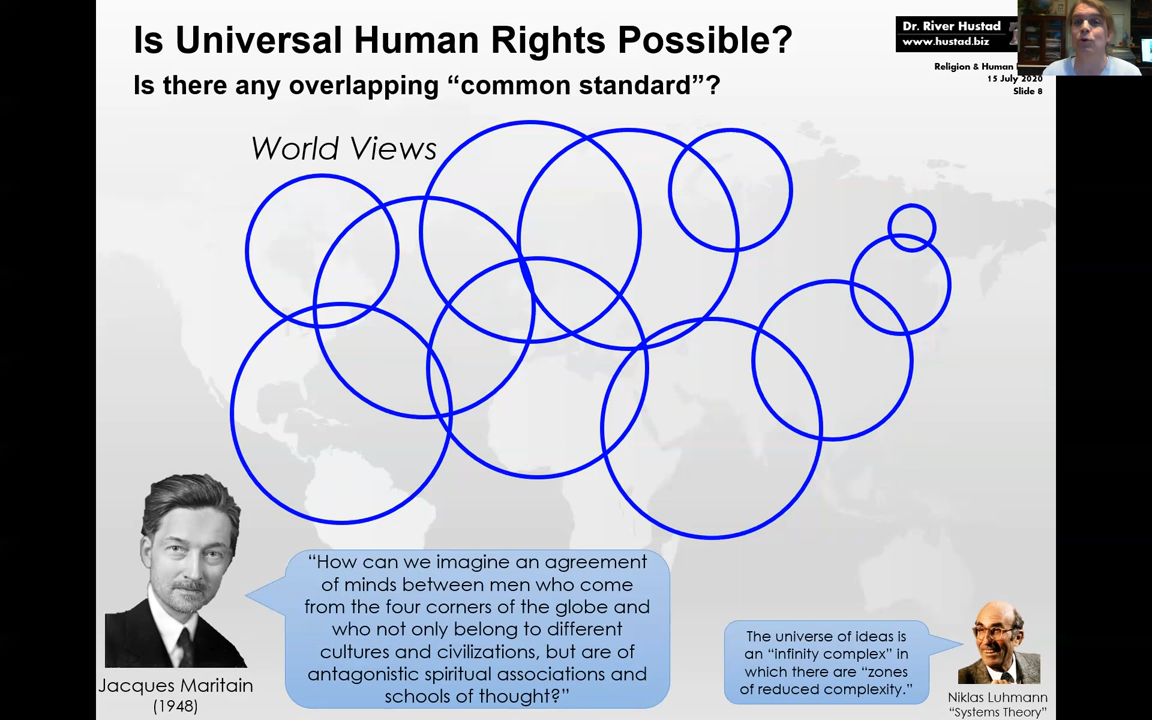 Is Universal Human Rights Possible?
Is there any overlapping “common standard”?
Dr. River Hustad
www.hustad.biz
Religion & Human
15 July 2020
Slide 8
World Views
“How can we imagine an agreement
of minds between men who come
from the four corners of the globe and
who not only belong to different
cultures and civilizations, but are of
antagonistic spiritual associations and
schools of thought?”
Jacques Maritain
(1948)
The universe of ideas is
an “infinity complex” in
which there are “zones
of reduced complexity.”
Niklas Luhmann
“Systems Theory”